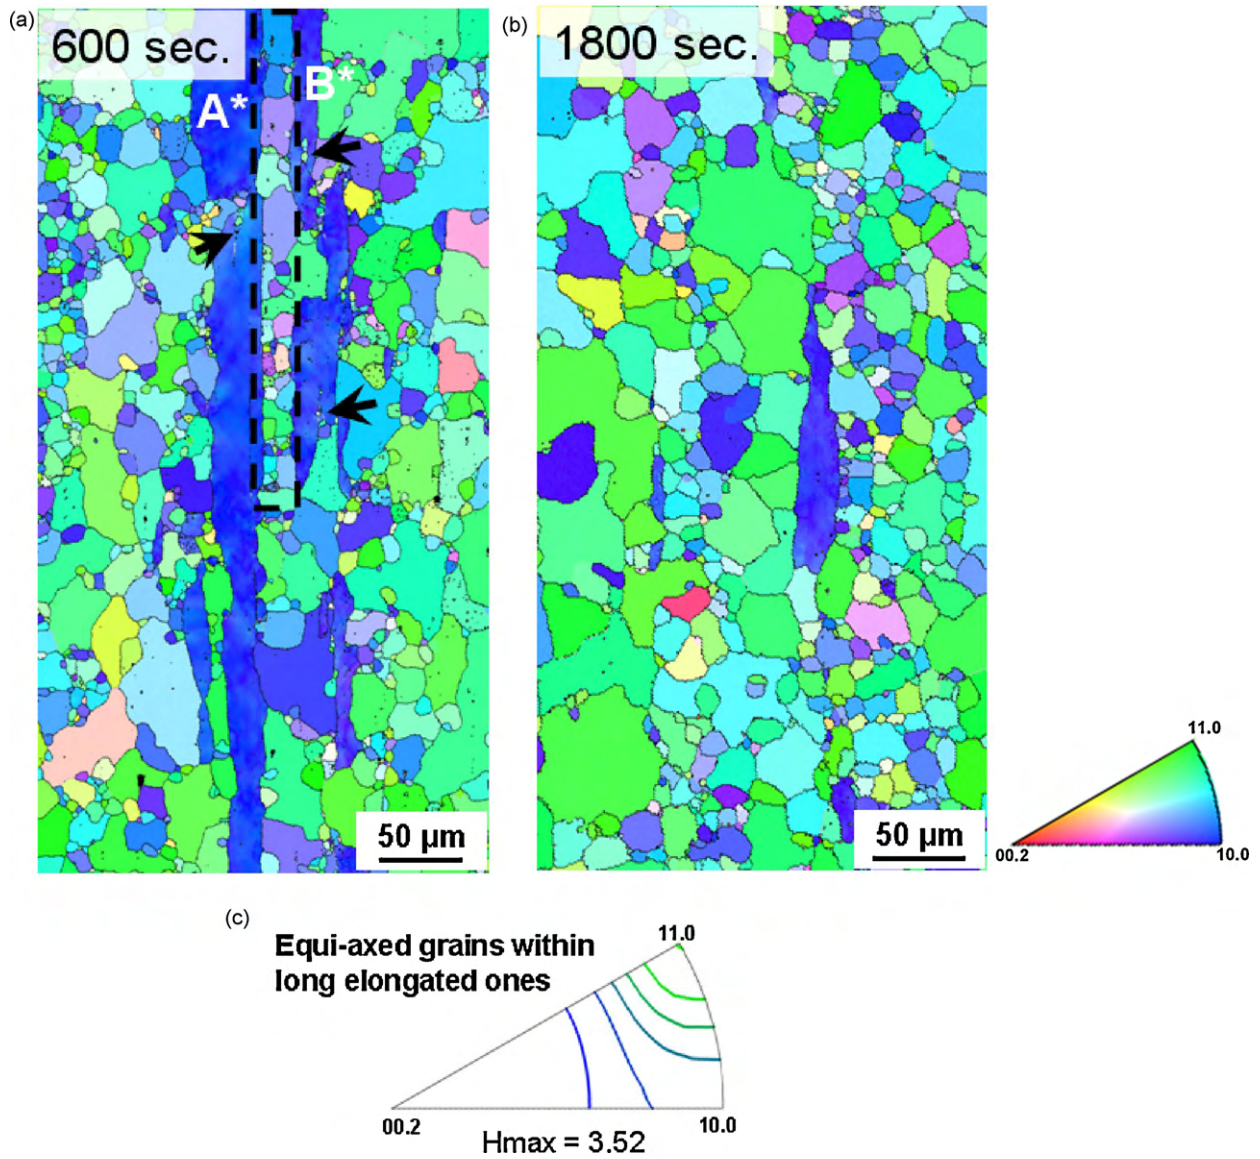 (a)
600 sec.
A*
B*
50 µm
(b)
1800 sec.
50 µm
11.0
00.2
10.0
(c)
Equi-axed grains within
long elongated ones
11.0
00.2
10.0
Hmax = 3.52